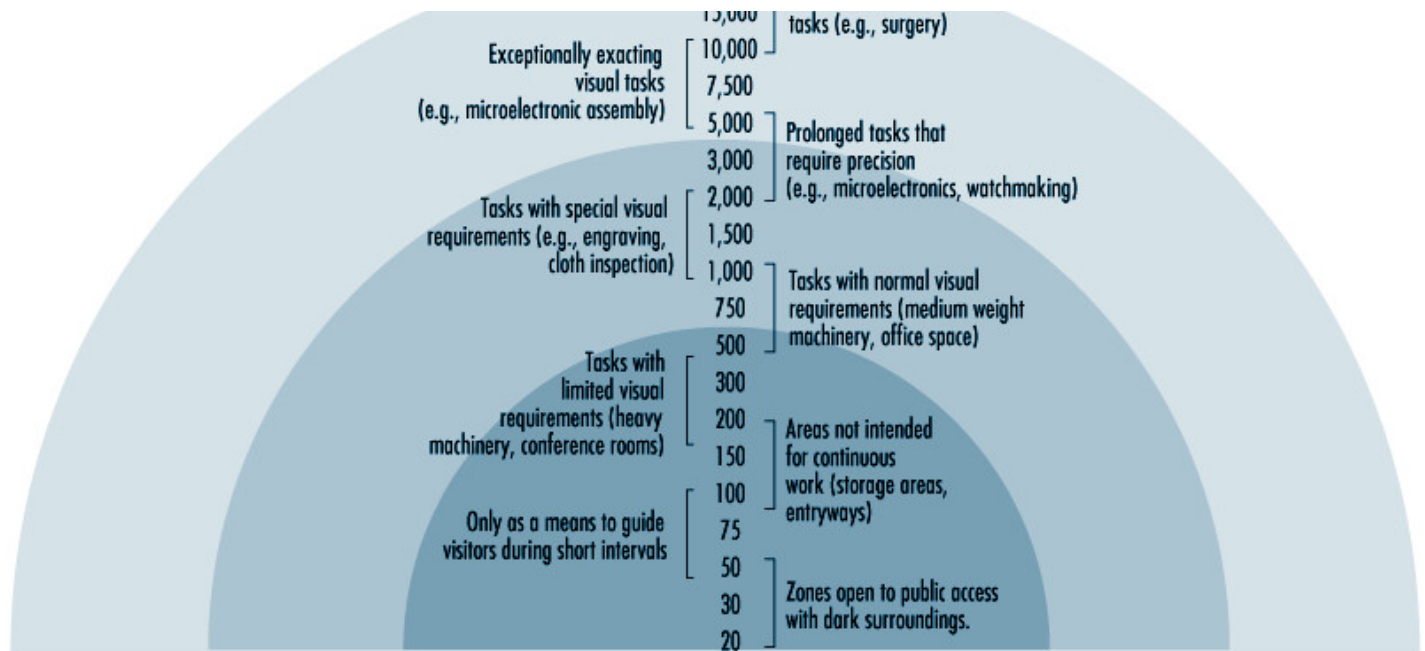 15,000
tasks (e.g., surgery)
Exceptionally exacting
visual tasks
(e.g., microelectronic assembly)
10,000
7,500
5,000
Prolonged tasks that
require precision
(e.g., microelectronics, watchmaking)
3,000
2,000
Tasks with special visual
requirements (e.g., engraving,
cloth inspection)
1,500
1,000
Tasks with normal visual
requirements (medium weight
machinery, office space)
750
500
Tasks with
limited visual
requirements (heavy
machinery, conference rooms)
300
200
Areas not intended
for continuous
work (storage areas,
entryways)
150
100
Only as a means to guide
visitors during short intervals
75
50
Zones open to public access
with dark surroundings.
30
20